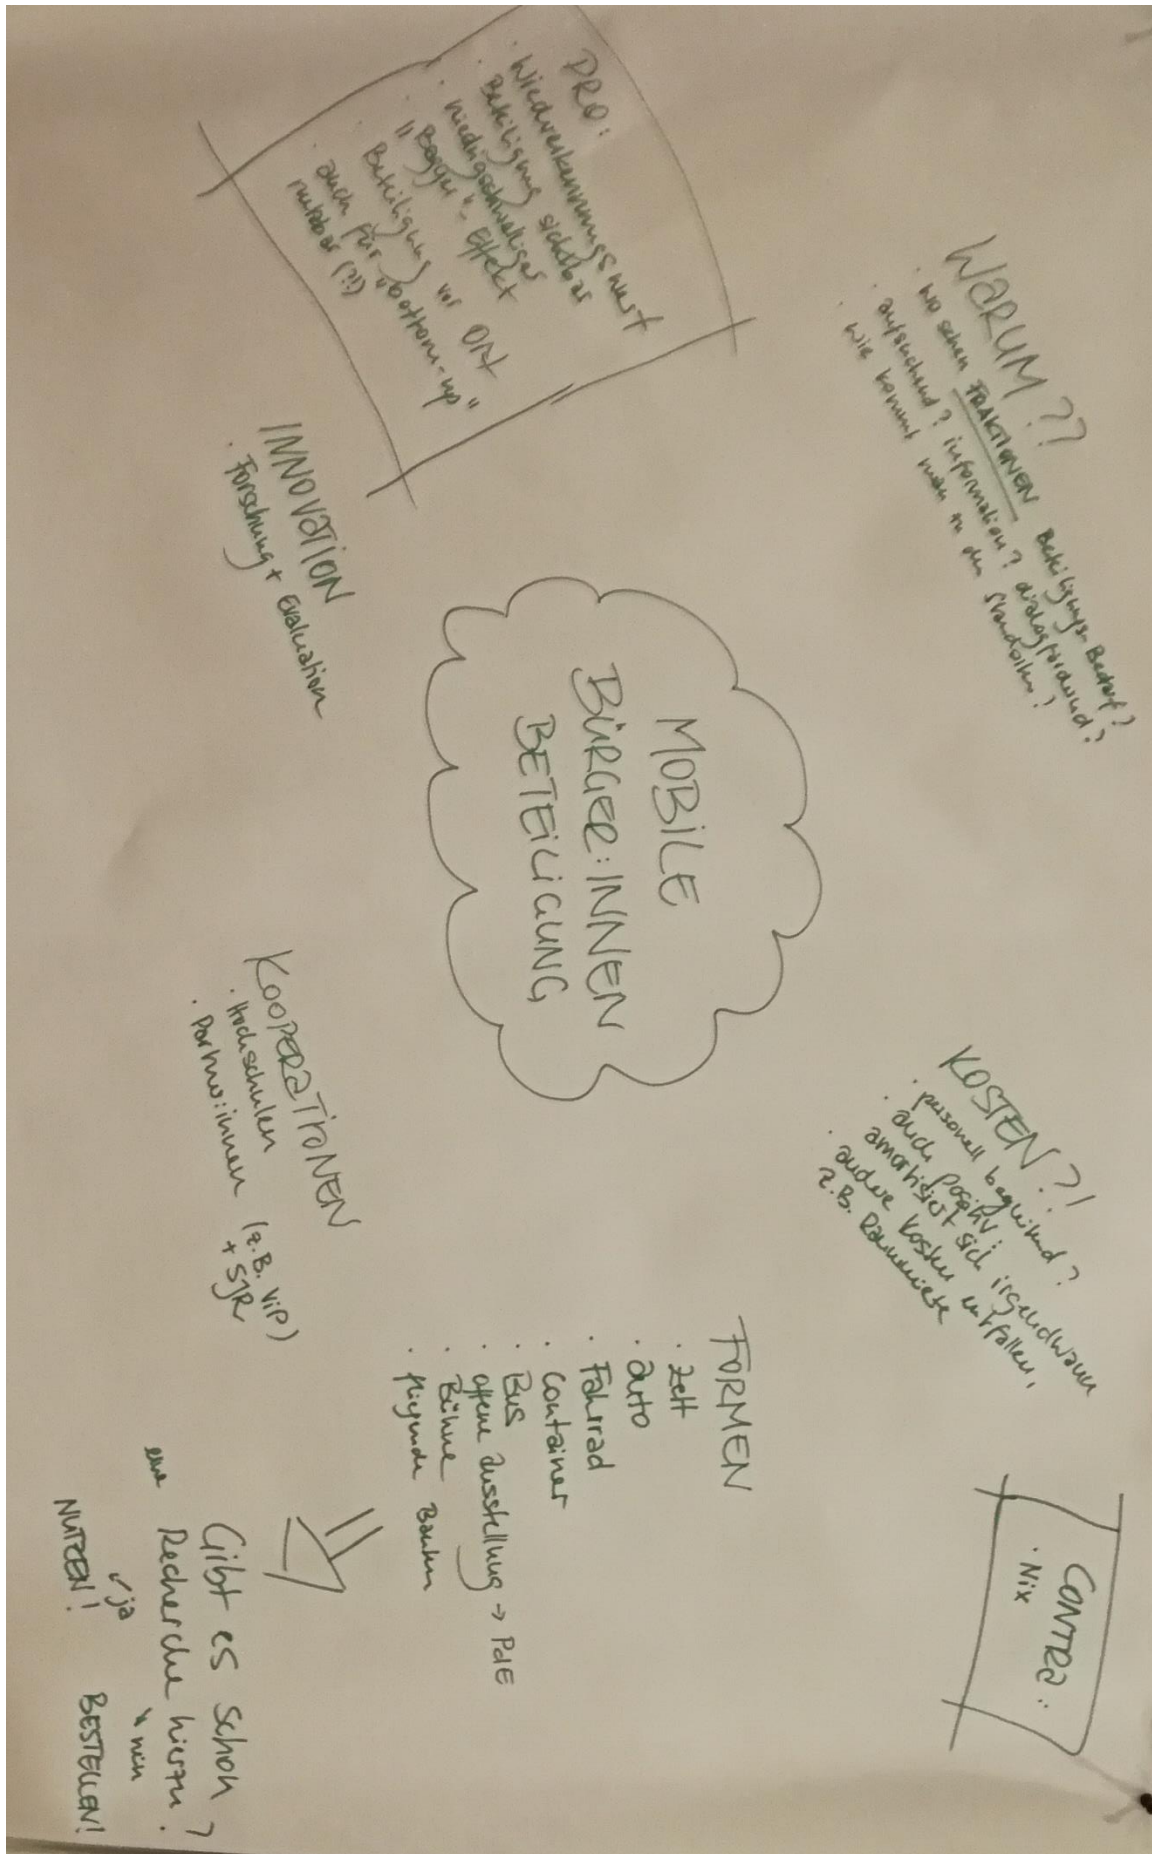 MOBILE
BÜRGER:INNEN
BETEILIGUNG
WARUM ??
· wo sehen FRAKTIONEN Beteiligungs-Bedarf?
· aufsuchend? information? dialogfördernd?
· wie kommt man zu den Standorten?
PRO:
· Wiedererkennungswert
· Beteiligung sichtbar
· niedrigschwelliger
· "Bagger"-Effekt
Beteiligung vor Ort
· auch für "bottom-up"
nutzbar (?!)
INNOVATION
· Forschung + Evaluation
KOSTEN?!
· personell begleitend?
· auch positiv:
amortisiert sich irgendwann
· andere Kosten entfallen,
z.B. Raummiete
KOOPERATIONEN
· Hochschulen
· Partner:innen (z.B. ViP)
+ SJR
FORMEN
· Zelt
· Auto
· Fahrrad
· Container
· Bus
· offene Ausstellung → PdE
· Bühne
· fliegende Bauten
CONTRA:
· Nix
Gibt es schon
eine Recherche hierzu?
ja
nein
NUTZEN!
BESTELLEN!